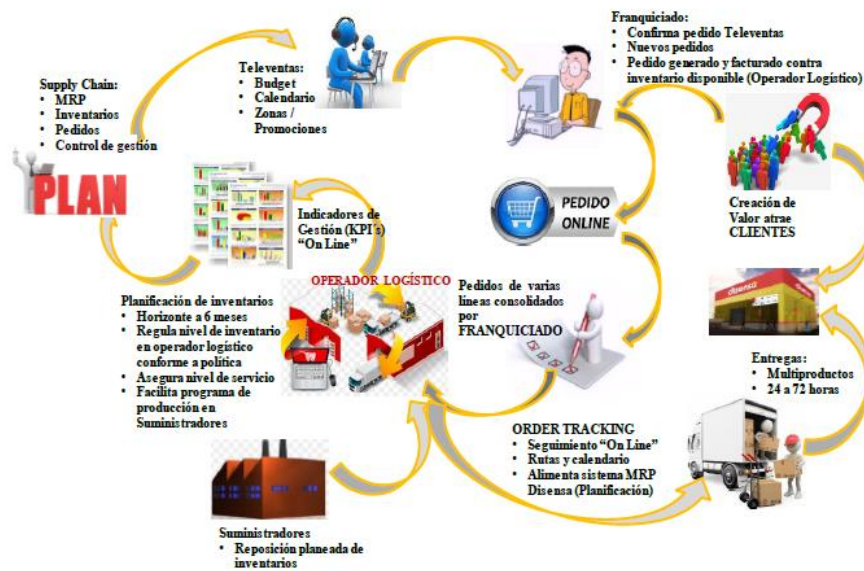 Franquiciado:
• Confirma pedido Televentas
• Nuevos pedidos
• Pedido generado y facturado contra
inventario disponible (Operador Logístico)
Televentas:
• Budget
• Calendario
• Zonas /
Promociones
Supply Chain:
• MRP
• Inventarios
• Pedidos
• Control de gestión
PLAN
Indicadores de
Gestión (KPI´s)
“On Line”
PEDIDO
ONLINE
Creación de
Valor atrae
CLIENTES
OPERADOR LOGÍSTICO
Planificación de inventarios
• Horizonte a 6 meses
• Regula nivel de inventario
en operador logístico
conforme a política
• Asegura nivel de servicio
• Facilita programa de
producción en
Suministradores
Pedidos de varias
líneas consolidados
por
FRANQUICIADO
disensa
Entregas:
• Multiproductos
• 24 a 72 horas
ORDER TRACKING
• Seguimiento “On Line”
• Rutas y calendario
• Alimenta sistema MRP
Disensa (Planificación)
Suministradores
• Reposición planeada de
inventarios